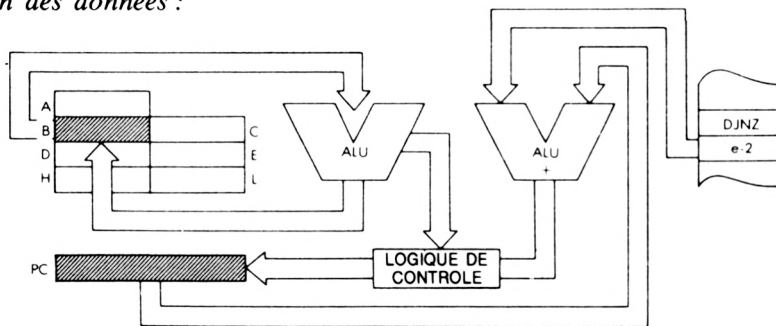 n des données :
A
B
C
D
E
H
L
ALU
ALU
+
DJNZ
e-2
PC
LOGIQUE DE
CONTROLE